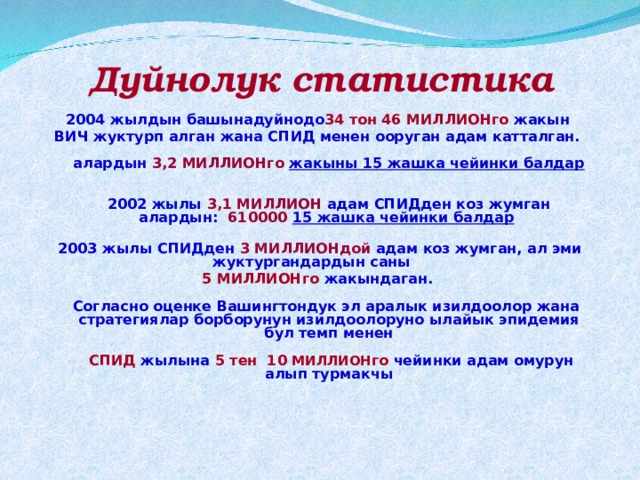 Дуйнолук статистика
2004 жылдын башынадуйнодо34 тон 46 МИЛЛИОНго жакын
ВИЧ жуктурп алган жана СПИД менен ооруган адам катталган.
алардын 3,2 МИЛЛИОНго жакыны 15 жашка чейинки балдар
2002 жылы 3,1 МИЛЛИОН адам СПИДден коз жумган
алардын: 610000 15 жашка чейинки балдар
2003 жылы СПИДден 3 МИЛЛИОНдой адам коз жумган, ал эми
жуктургандардын саны
5 МИЛЛИОНго жакындаган.
Согласно оценке Вашингтондук эл аралык изилдоолор жана
стратегиялар борборунун изилдоолоруно ылайык эпидемия
бул темп менен
СПИД жылына 5 тен 10 МИЛЛИОНго чейинки адам омурун
алып турмакчы